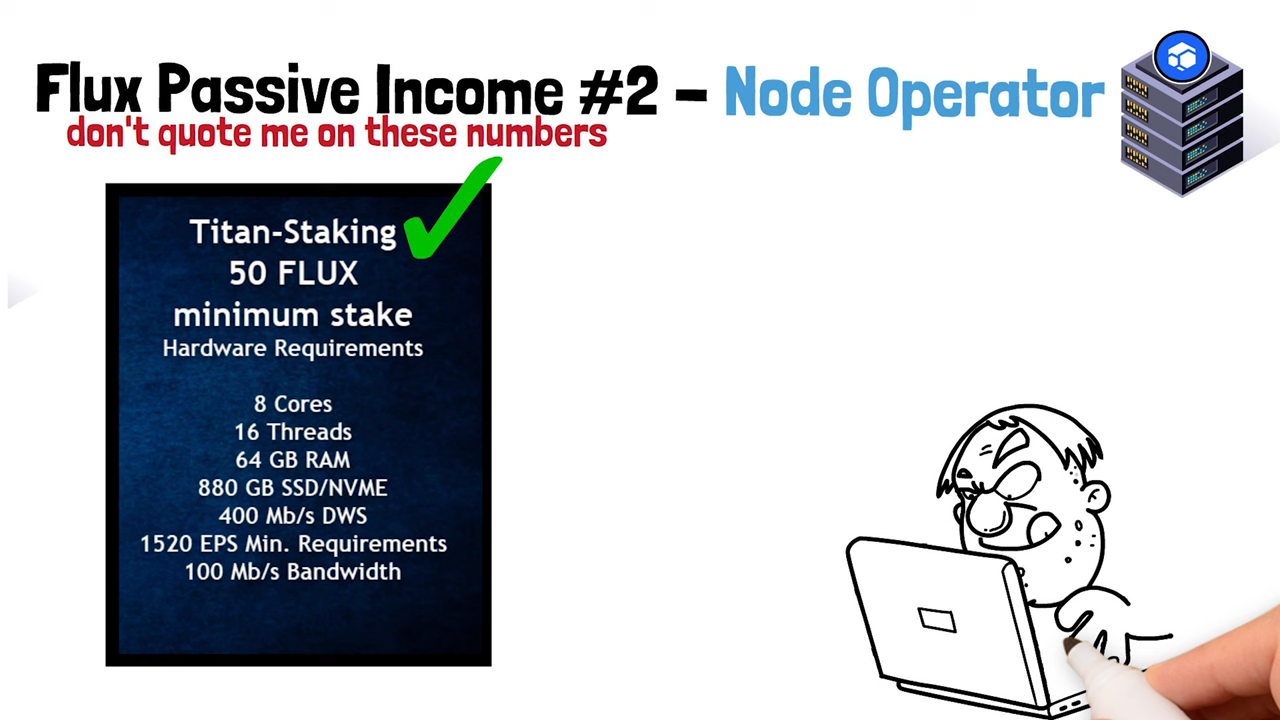 Flux Passive Income #2 – Node Operator
don't quote me on these numbers
Titan-Staking
50 FLUX
minimum stake
Hardware Requirements
8 Cores
16 Threads
64 GB RAM
880 GB SSD/NVME
400 Mb/s DWS
1520 EPS Min. Requirements
100 Mb/s Bandwidth